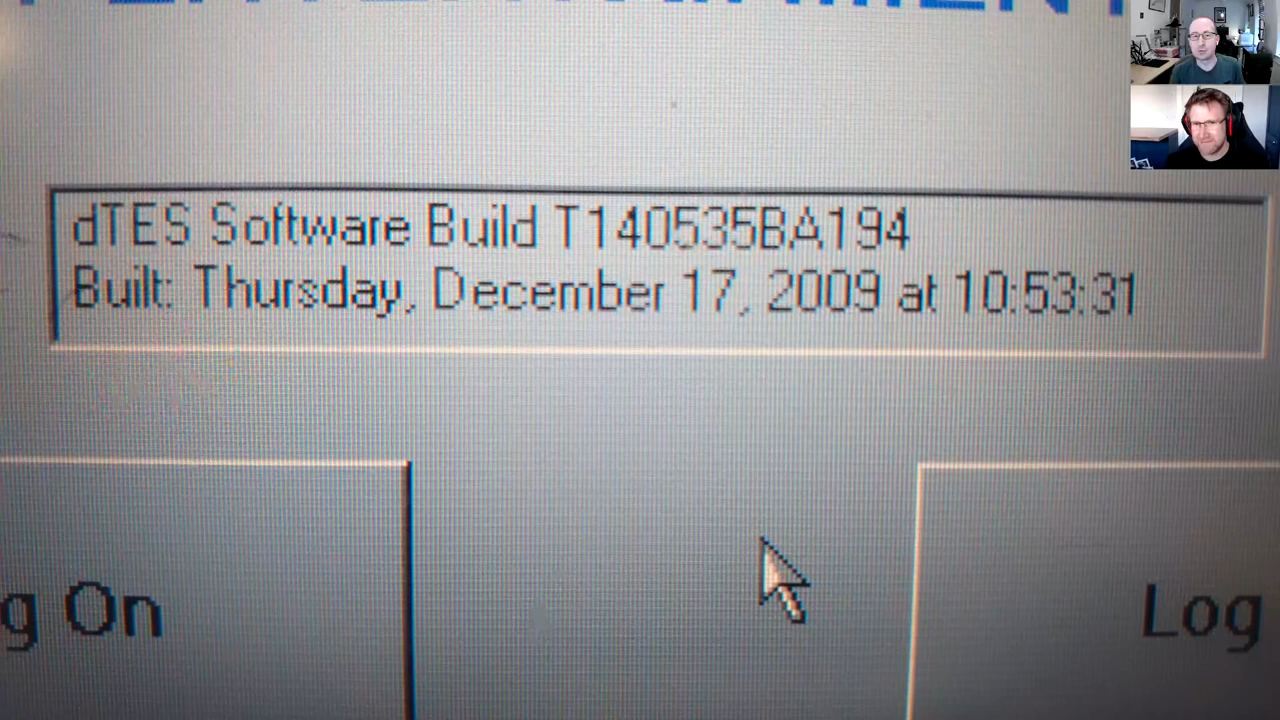 dTES Software Build T140535BA194
Built: Thursday, December 17, 2009 at 10:53:31
g On
Log